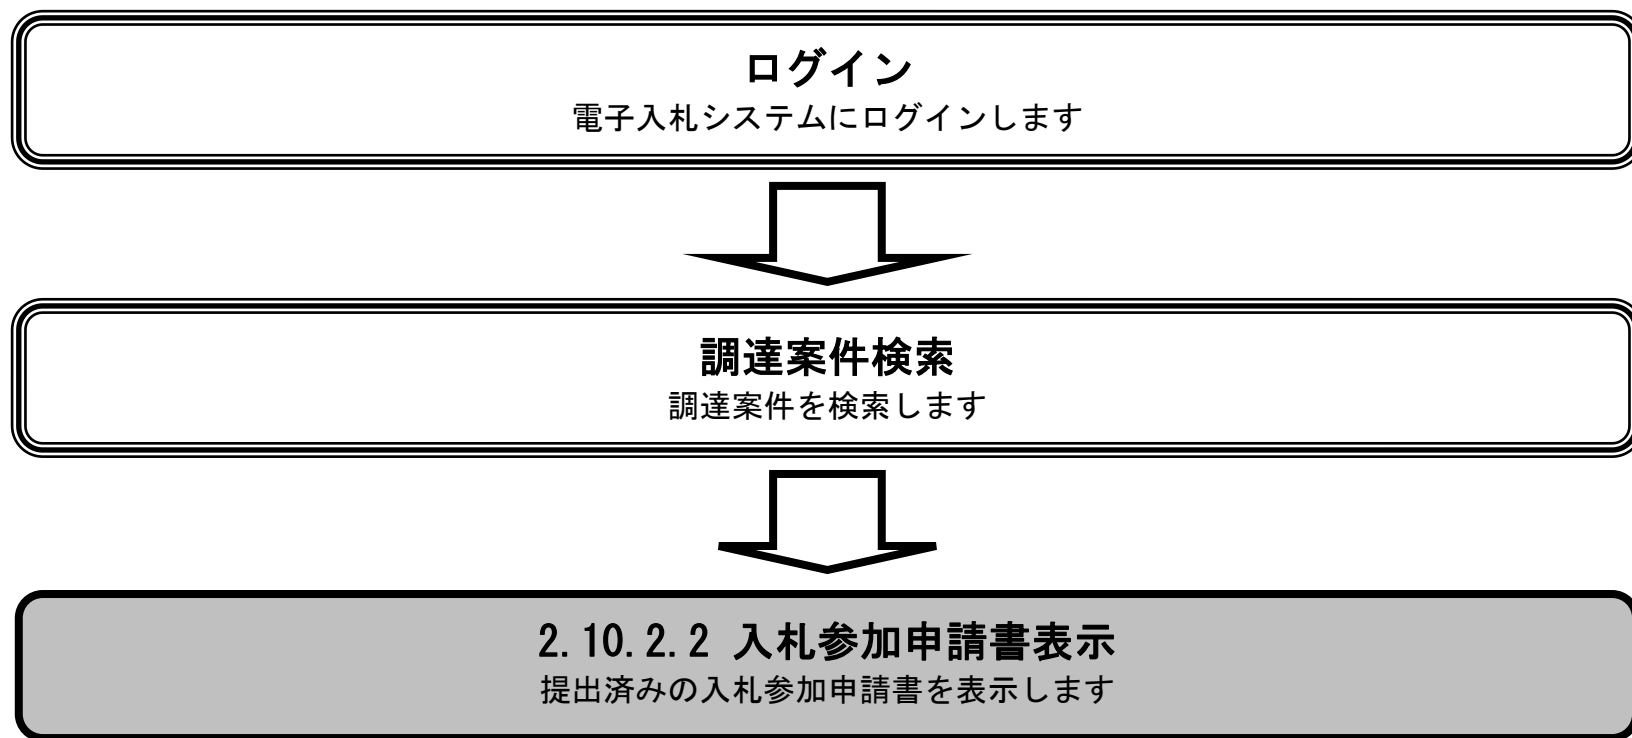 ログイン
電子入札システムにログインします
調達案件検索
調達案件を検索します
2.10.2.2 入札参加申請書表示
提出済みの入札参加申請書を表示します